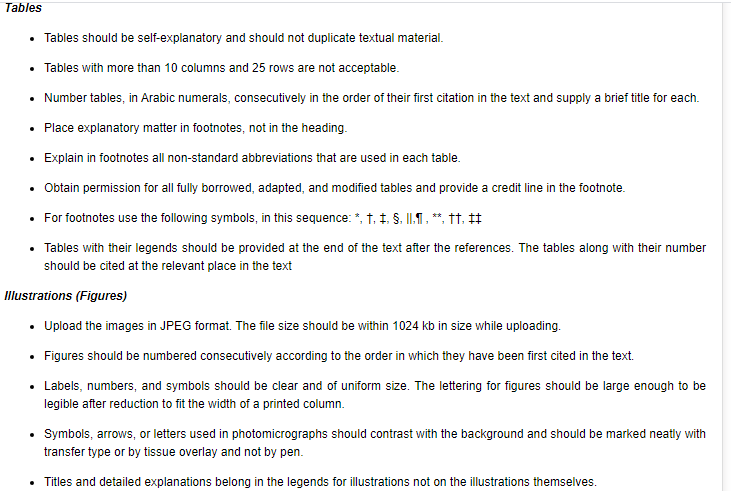 Tables
• Tables should be self-explanatory and should not duplicate textual material.
• Tables with more than 10 columns and 25 rows are not acceptable.
• Number tables, in Arabic numerals, consecutively in the order of their first citation in the text and supply a brief title for each.
• Place explanatory matter in footnotes, not in the heading.
• Explain in footnotes all non-standard abbreviations that are used in each table.
• Obtain permission for all fully borrowed, adapted, and modified tables and provide a credit line in the footnote.
• For footnotes use the following symbols, in this sequence: *, †, ‡, §, ||,¶ , **, ††, ‡‡
• Tables with their legends should be provided at the end of the text after the references. The tables along with their number
should be cited at the relevant place in the text
Illustrations (Figures)
• Upload the images in JPEG format. The file size should be within 1024 kb in size while uploading.
• Figures should be numbered consecutively according to the order in which they have been first cited in the text.
• Labels, numbers, and symbols should be clear and of uniform size. The lettering for figures should be large enough to be
legible after reduction to fit the width of a printed column.
• Symbols, arrows, or letters used in photomicrographs should contrast with the background and should be marked neatly with
transfer type or by tissue overlay and not by pen.
• Titles and detailed explanations belong in the legends for illustrations not on the illustrations themselves.